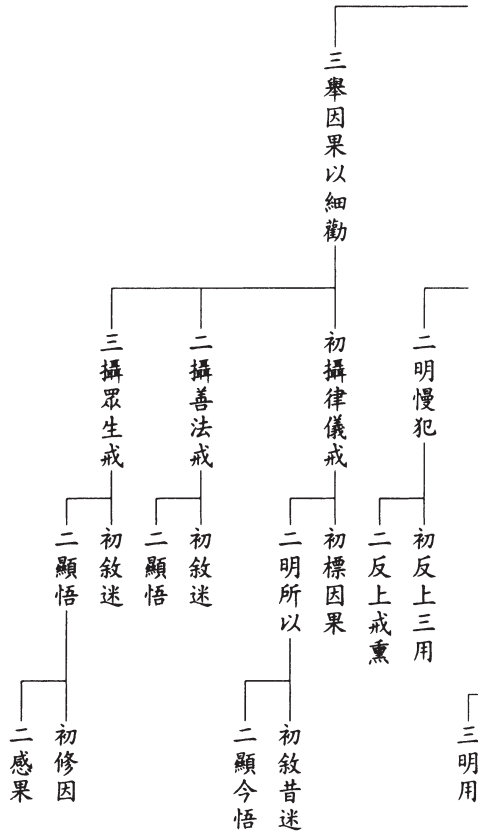 三明用
二明慢犯
初反上三用
二反上戒熏
三舉因果以細勸
初攝律儀戒
初標因果
二明所以
初敘昔迷
二顯今悟
二攝善法戒
初敘迷
二顯悟
三攝眾生戒
初敘迷
二顯悟
初修因
二感果